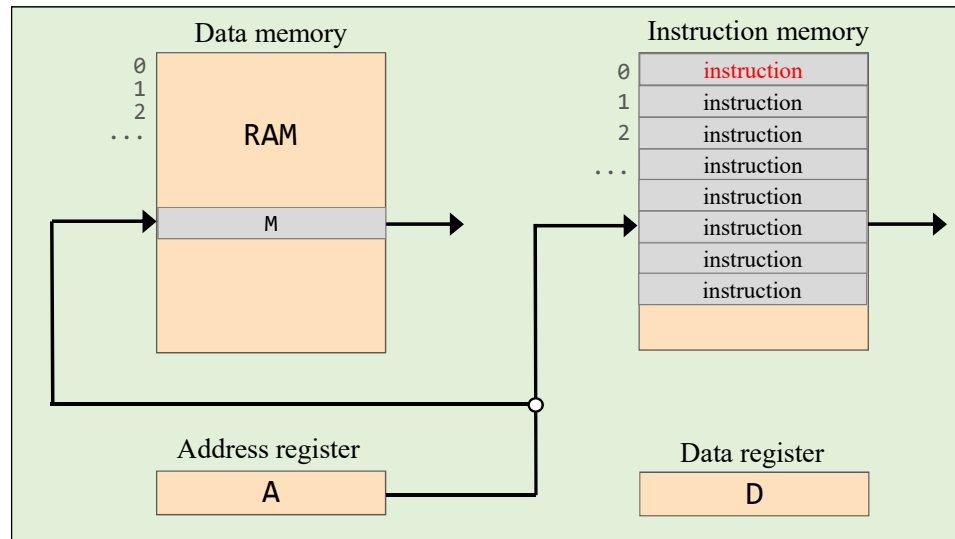 Data memory
0
1
2
...
RAM
M
Instruction memory
0
1
2
...
instruction
instruction
instruction
instruction
instruction
instruction
instruction
instruction
Address register
A
Data register
D